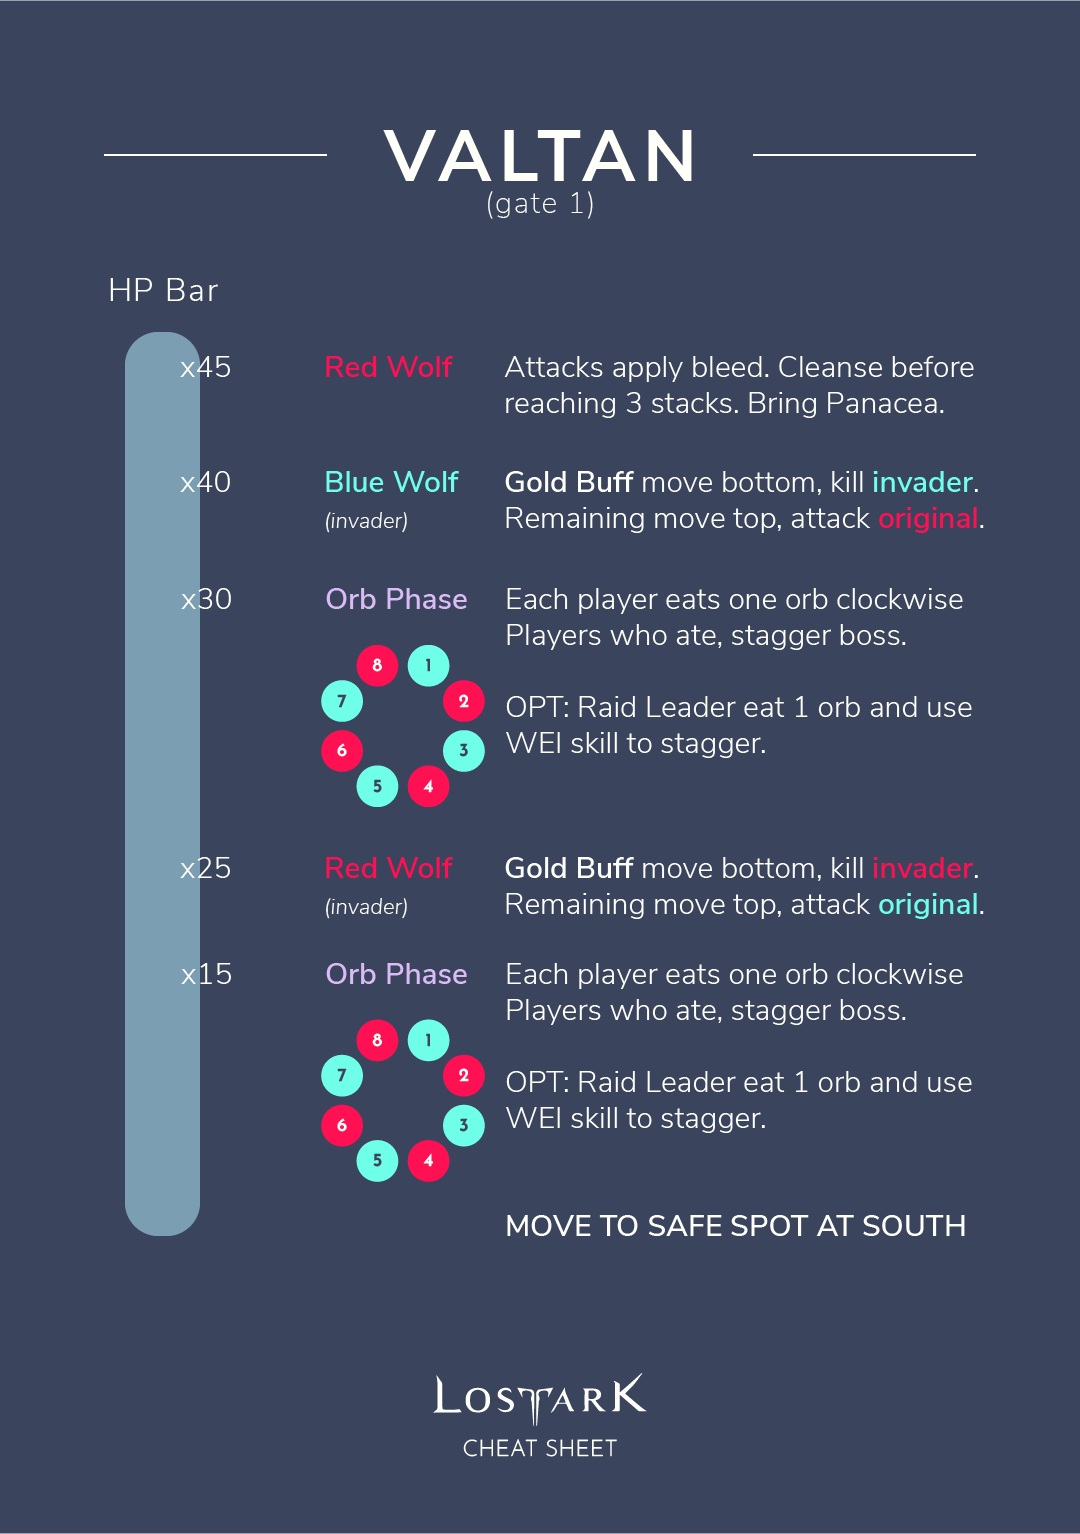 VALTAN
(gate 1)
HP Bar
x45 Red Wolf Attacks apply bleed. Cleanse before
reaching 3 stacks. Bring Panacea.
x40 Blue Wolf Gold Buff move bottom, kill invader.
(invader) Remaining move top, attack original.
x30 Orb Phase Each player eats one orb clockwise
Players who ate, stagger boss.
8 1
7 2
OPT: Raid Leader eat 1 orb and use
6 3
WEI skill to stagger.
5 4
x25 Red Wolf Gold Buff move bottom, kill invader.
(invader) Remaining move top, attack original.
x15 Orb Phase Each player eats one orb clockwise
Players who ate, stagger boss.
8 1
7 2
OPT: Raid Leader eat 1 orb and use
6 3
WEI skill to stagger.
5 4
MOVE TO SAFE SPOT AT SOUTH
LOST ARK
CHEAT SHEET